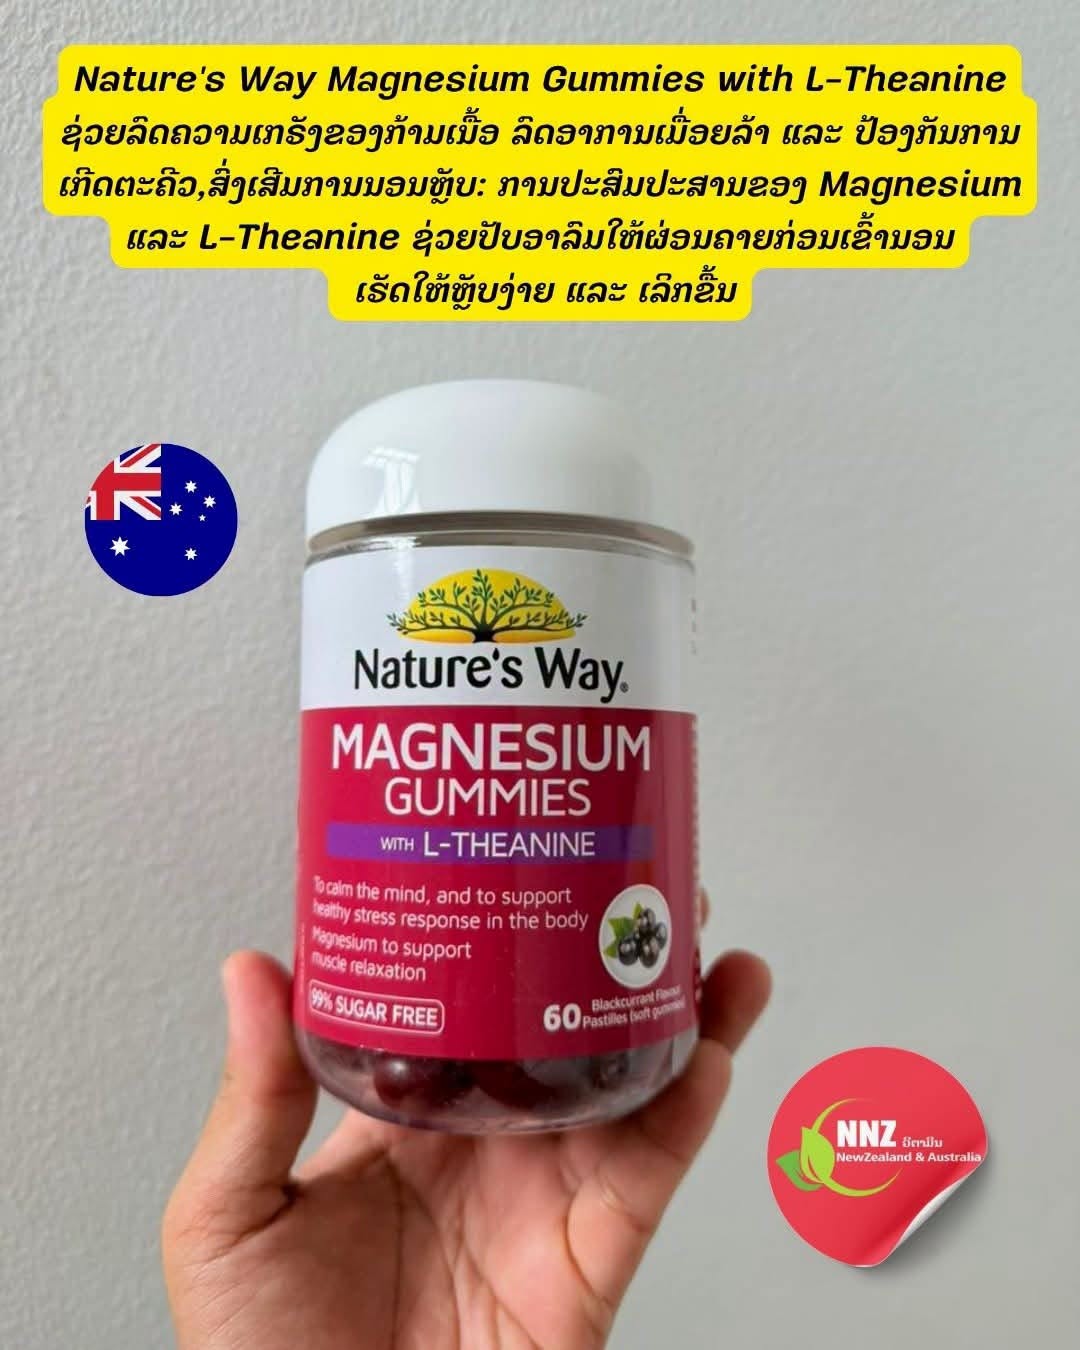 Nature's Way Magnesium Gummies with L-Theanine
ຊ່ວຍລົດຄວາມເກຣັງຂອງກ້າມເນື້ອ ລົດອາການເມື່ອຍລ້າ ແລະ ປ້ອງກັນການ
ເກີດຕະຄີວ,ສົ່ງເສີມການນອນຫຼັບ: ການປະສົມປະສານຂອງ Magnesium
ແລະ L-Theanine ຊ່ວຍປັບອາລົມໃຫ້ຜ່ອນຄາຍກ່ອນເຂົ້ານອນ
ເຮັດໃຫ້ຫຼັບງ່າຍ ແລະ ເລິກຂື້ນ
Nature's Way®
MAGNESIUM
GUMMIES
WITH L-THEANINE
To calm the mind, and to support
healthy stress response in the body
Magnesium to support
muscle relaxation
99% SUGAR FREE
60 Blackcurrant Flavour
Pastilles (soft gummies)
NNZ ວິຕາມິນ
NewZealand & Australia